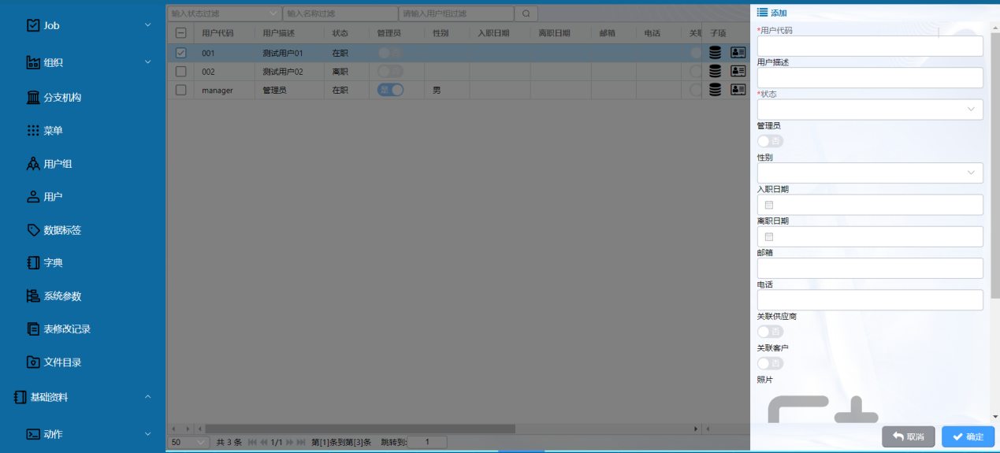 Job
组织
分支机构
菜单
用户组
用户
数据标签
字典
系统参数
表修改记录
文件目录
基础资料
动作
输入状态过滤 输入名称过滤 请输入用户组过滤
用户代码 用户描述 状态 管理员 性别 入职日期 离职日期 邮箱 电话 关联 子项
001 测试用户01 在职 否
002 测试用户02 离职 否
manager 管理员 在职 是 男
50 共 3 条 1/1 第[1]条到第[3]条 跳转到: 1
添加
*用户代码
用户描述
*状态
管理员
否
性别
入职日期
离职日期
邮箱
电话
关联供应商
否
关联客户
否
照片
取消 确定